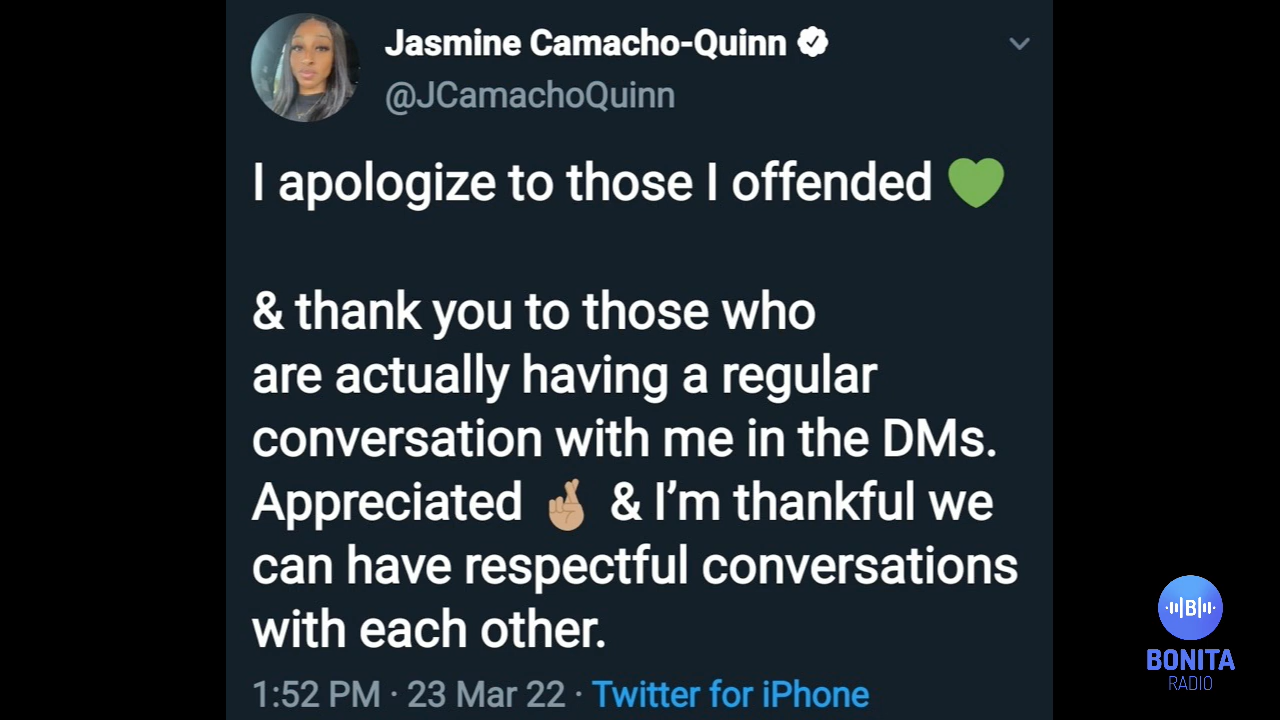 Jasmine Camacho-Quinn
@JCamachoQuinn
I apologize to those I offended 💚
& thank you to those who
are actually having a regular
conversation with me in the DMs.
Appreciated 🤞🏽 & I’m thankful we
can have respectful conversations
with each other.
1:52 PM · 23 Mar 22 · Twitter for iPhone
B
BONITA
RADIO